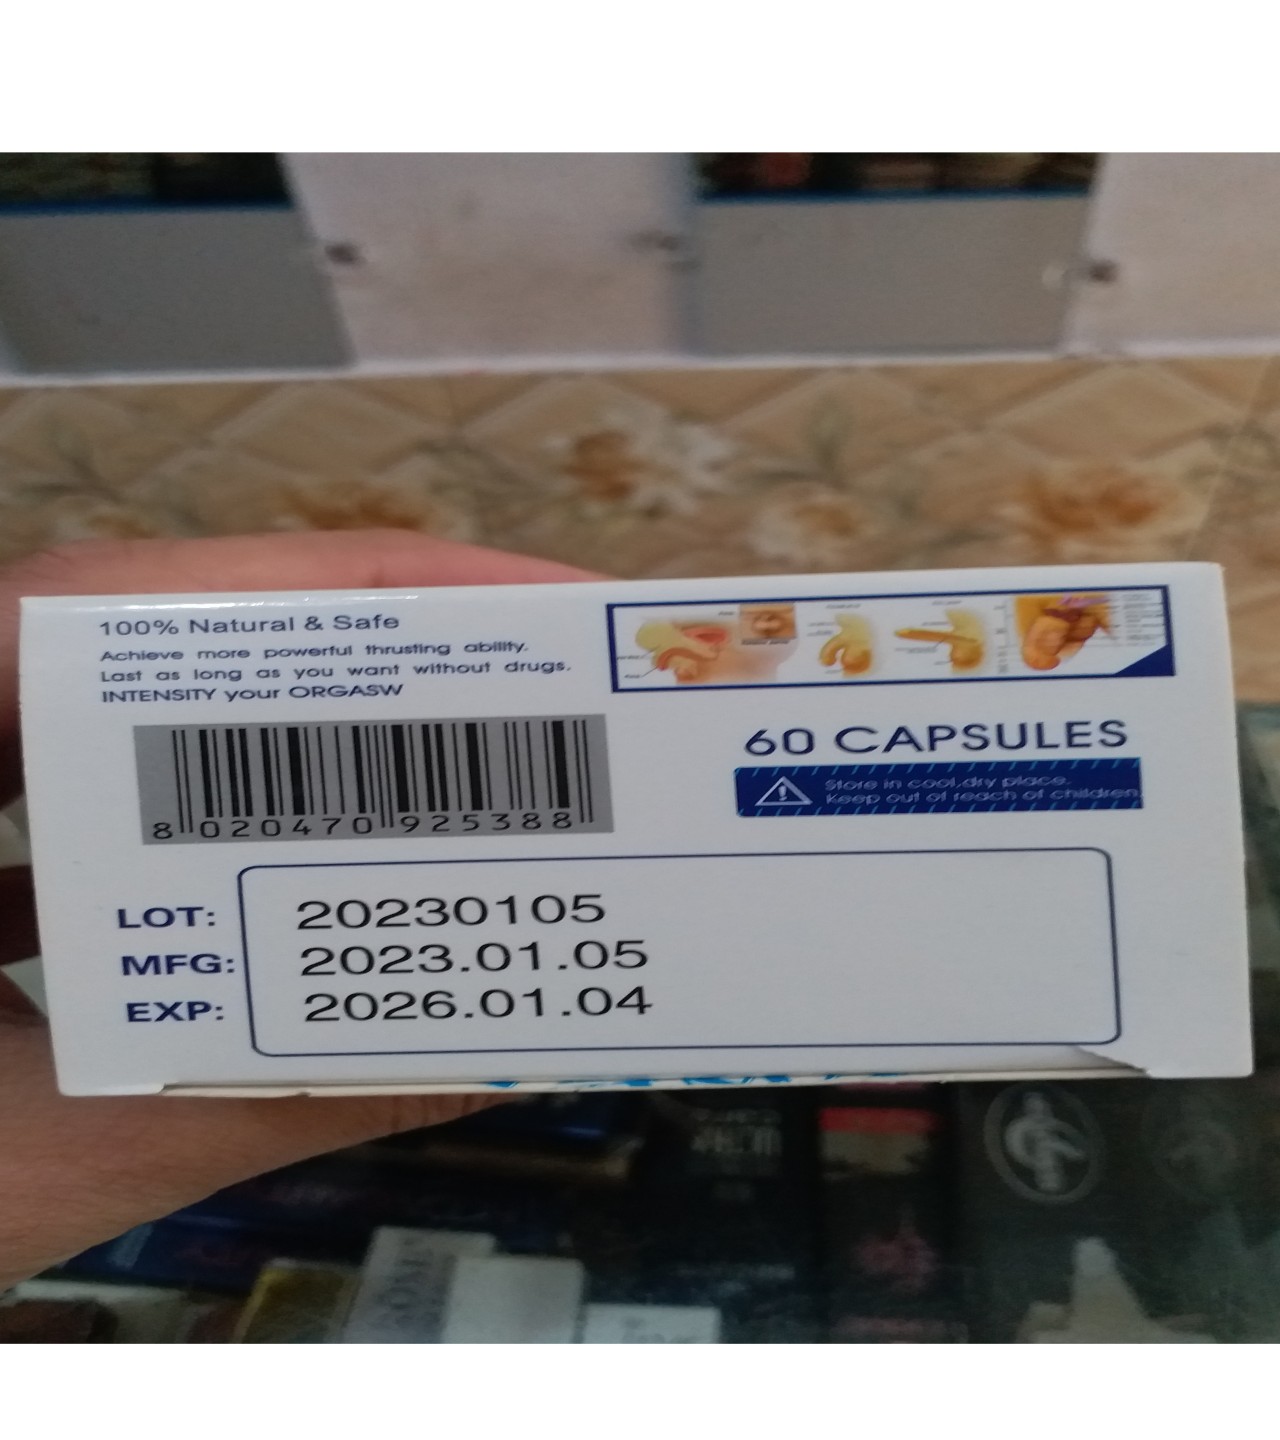 100% Natural & Safe
Achieve more powerful thrusting ability.
Last as long as you want without drugs.
INTENSITY your ORGASW
8 020470 925388
60 CAPSULES
Store in cool,dry place.
Keep out of reach of children
LOT: 20230105
MFG: 2023.01.05
EXP: 2026.01.04